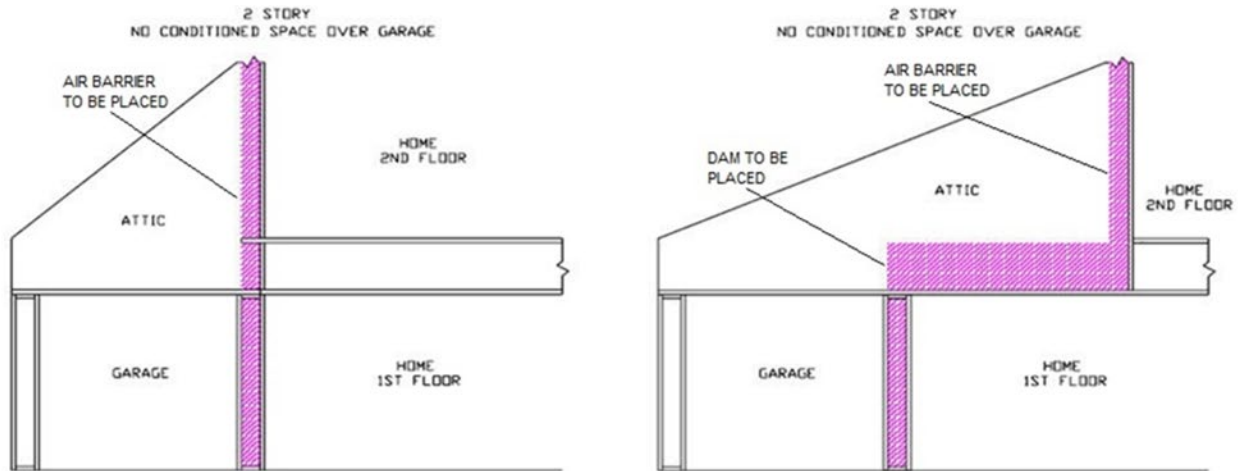 2 STORY
NO CONDITIONED SPACE OVER GARAGE
AIR BARRIER
TO BE PLACED
HOME
2ND FLOOR
ATTIC
GARAGE
HOME
1ST FLOOR
2 STORY
NO CONDITIONED SPACE OVER GARAGE
AIR BARRIER
TO BE PLACED
DAM TO BE
PLACED
ATTIC
HOME
2ND FLOOR
GARAGE
HOME
1ST FLOOR